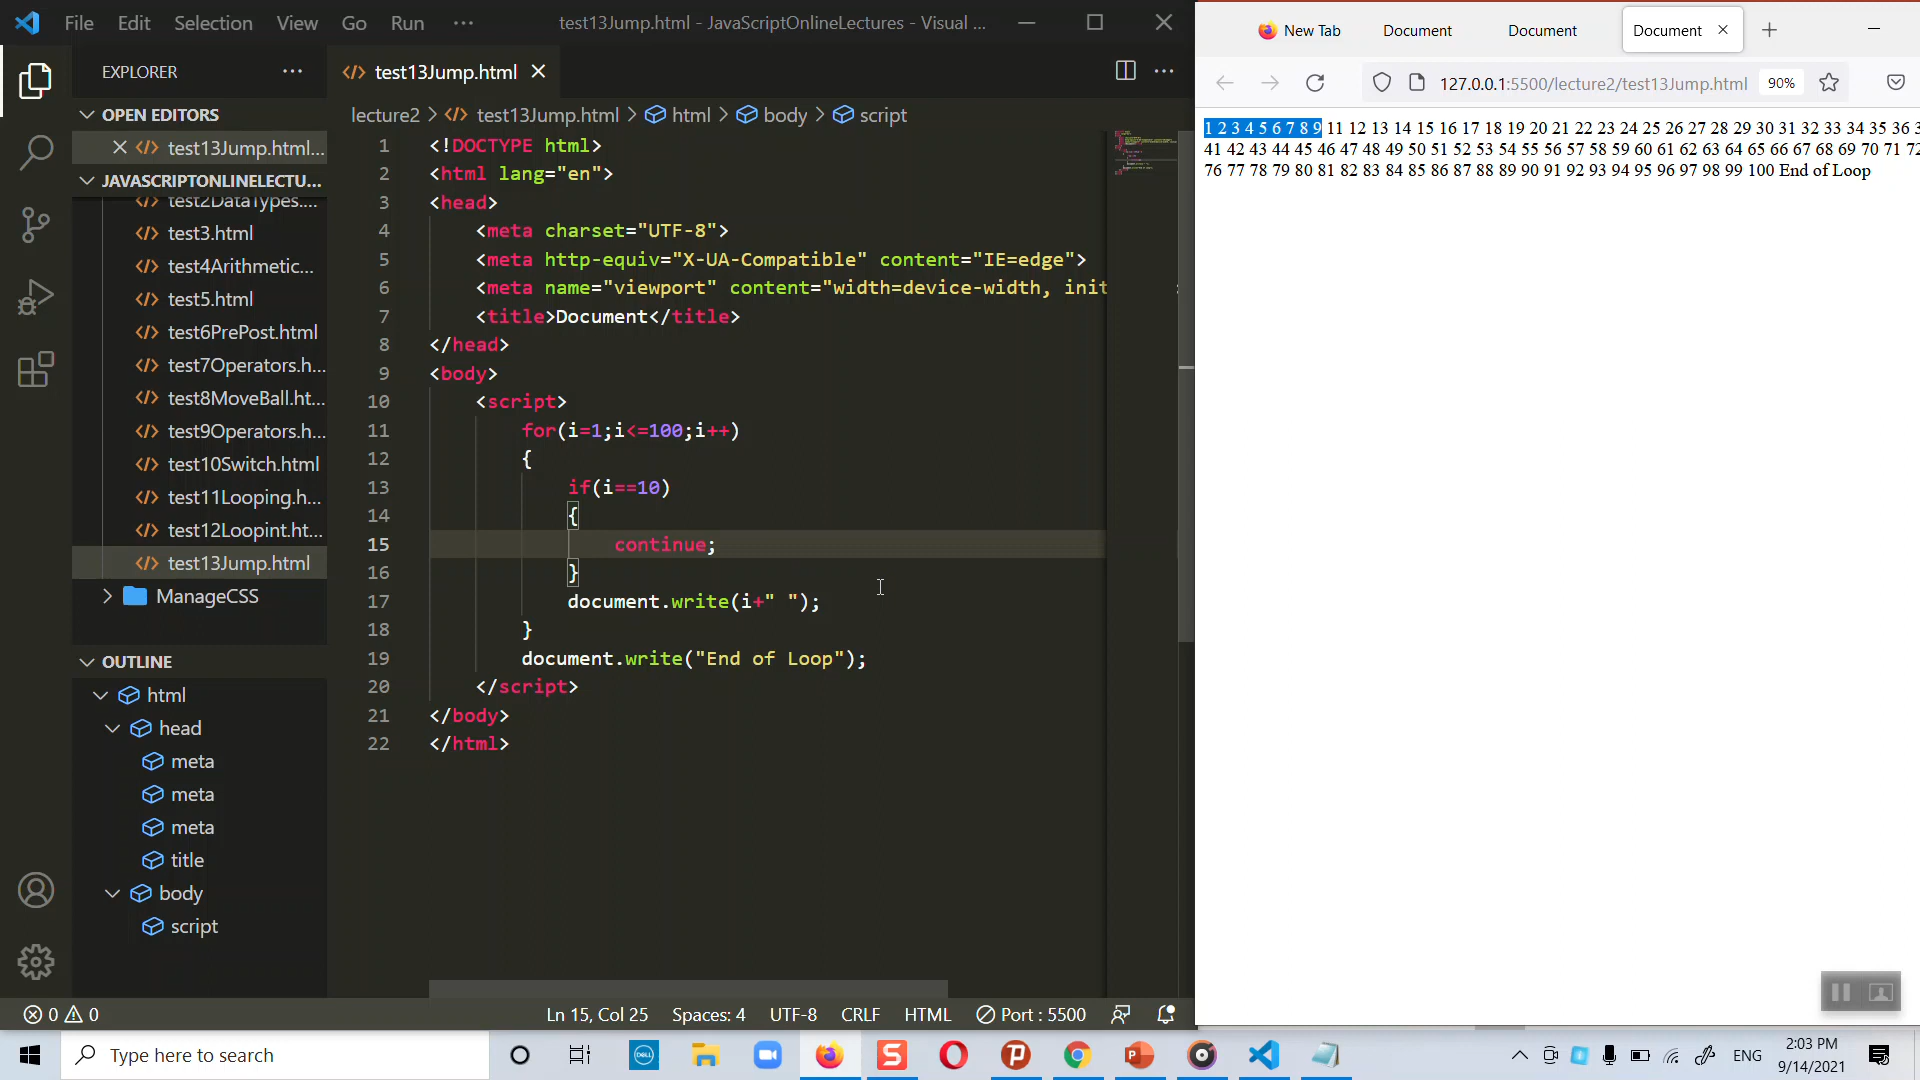 File Edit Selection View Go Run ··· test13Jump.html - JavaScriptOnlineLectures - Visual ...
EXPLORER ···
OPEN EDITORS
test13Jump.html...
JAVASCRIPTONLINELECTU...
test2DataTypes....
test3.html
test4Arithmetic...
test5.html
test6PrePost.html
test7Operators.h...
test8MoveBall.ht...
test9Operators.h...
test10Switch.html
test11Looping.h...
test12Loopint.ht...
test13Jump.html
ManageCSS
OUTLINE
html
head
meta
meta
meta
title
body
script
test13Jump.html
lecture2 > test13Jump.html > html > body > script
1 <!DOCTYPE html>
2 <html lang="en">
3 <head>
4 <meta charset="UTF-8">
5 <meta http-equiv="X-UA-Compatible" content="IE=edge">
6 <meta name="viewport" content="width=device-width, init
7 <title>Document</title>
8 </head>
9 <body>
10 <script>
11 for(i=1;i<=100;i++)
12 {
13 if(i==10)
14 {
15 continue;
16 }
17 document.write(i+" ");
18 }
19 document.write("End of Loop");
20 </script>
21 </body>
22 </html>
0 0 Ln 15, Col 25 Spaces: 4 UTF-8 CRLF HTML Port : 5500
New Tab Document Document Document
127.0.0.1:5500/lecture2/test13Jump.html 90%
1 2 3 4 5 6 7 8 9 11 12 13 14 15 16 17 18 19 20 21 22 23 24 25 26 27 28 29 30 31 32 33 34 35 36 3
41 42 43 44 45 46 47 48 49 50 51 52 53 54 55 56 57 58 59 60 61 62 63 64 65 66 67 68 69 70 71 72
76 77 78 79 80 81 82 83 84 85 86 87 88 89 90 91 92 93 94 95 96 97 98 99 100 End of Loop
Type here to search
DELL
ENG
2:03 PM
9/14/2021